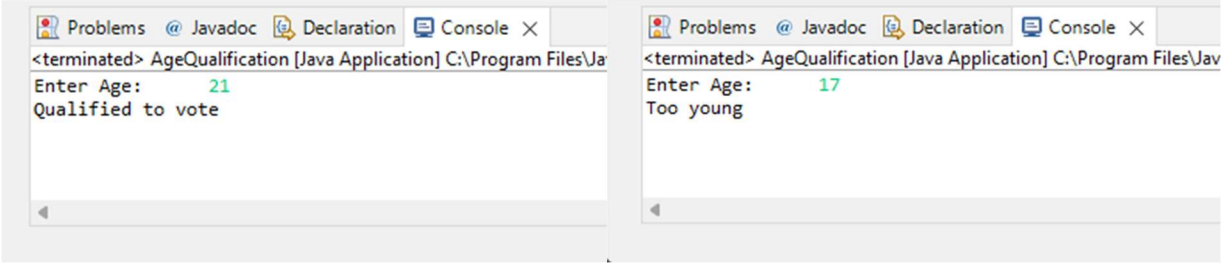 Problems @ Javadoc Declaration Console
<terminated> AgeQualification [Java Application] C:\Program Files\Ja
Enter Age: 21
Qualified to vote
Problems @ Javadoc Declaration Console
<terminated> AgeQualification [Java Application] C:\Program Files\Jav
Enter Age: 17
Too young